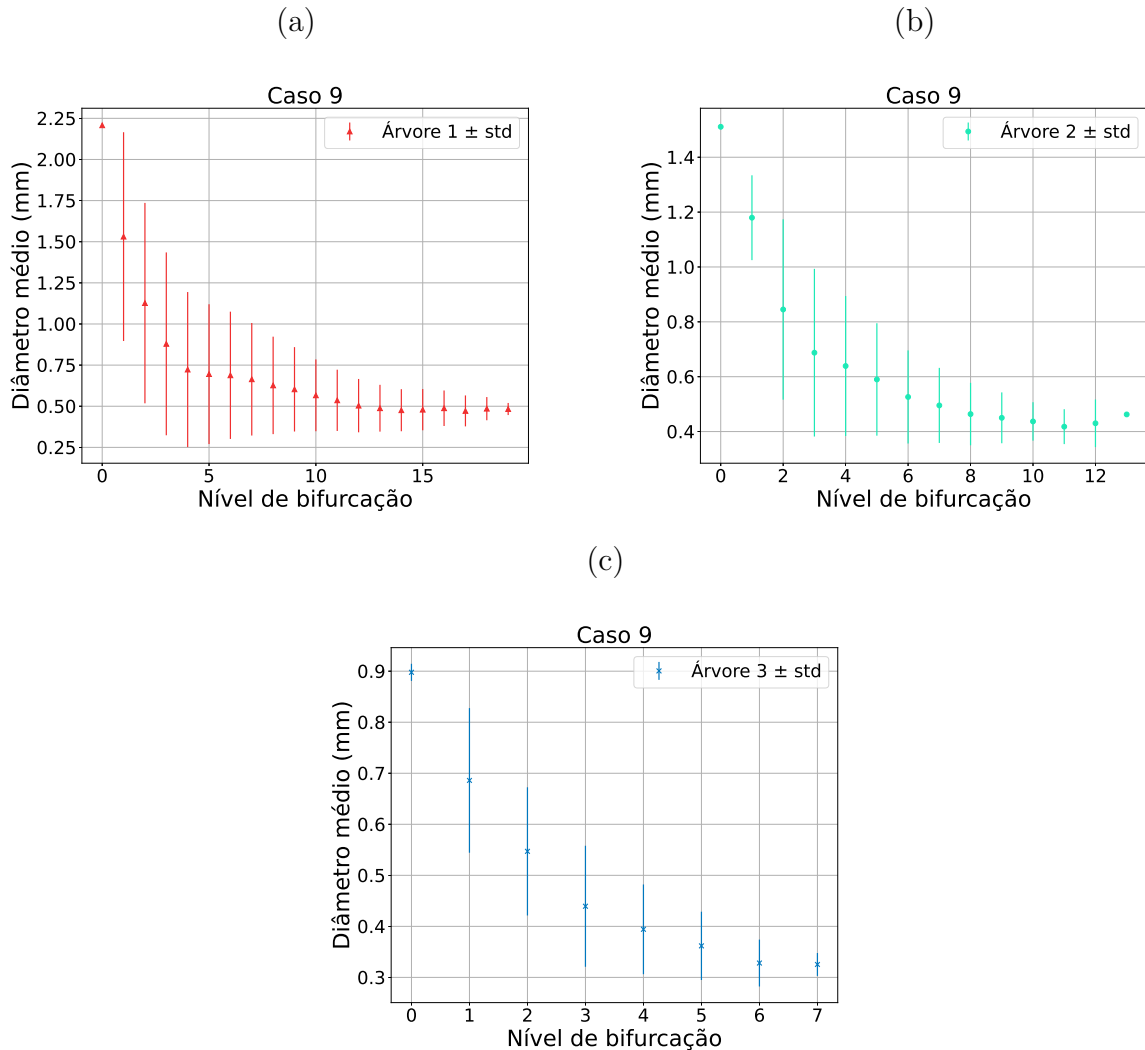 (a)
Caso 9
Árvore 1 ± std
Diâmetro médio (mm)
2.25
2.00
1.75
1.50
1.25
1.00
0.75
0.50
0.25
0 5 10 15
Nível de bifurcação
(b)
Caso 9
Árvore 2 ± std
Diâmetro médio (mm)
1.4
1.2
1.0
0.8
0.6
0.4
0 2 4 6 8 10 12
Nível de bifurcação
(c)
Caso 9
Árvore 3 ± std
Diâmetro médio (mm)
0.9
0.8
0.7
0.6
0.5
0.4
0.3
0 1 2 3 4 5 6 7
Nível de bifurcação